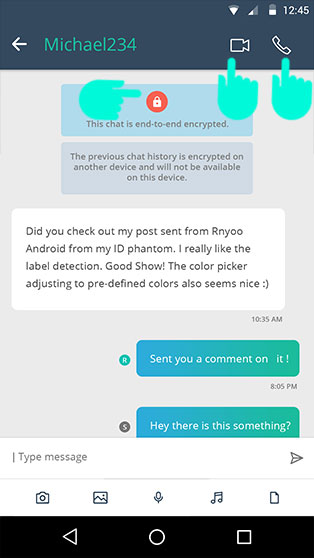 12:45
Michael234
This chat is end-to-end encrypted.
The previous chat history is encrypted on
another device and will not be available
on this device.
Did you check out my post sent from Rnyoo
Android from my ID phantom. I really like the
label detection. Good Show! The color picker
adjusting to pre-defined colors also seems nice :)
10:35 AM
R
Sent you a comment on it !
8:05 PM
S
Hey there is this something?
Type message